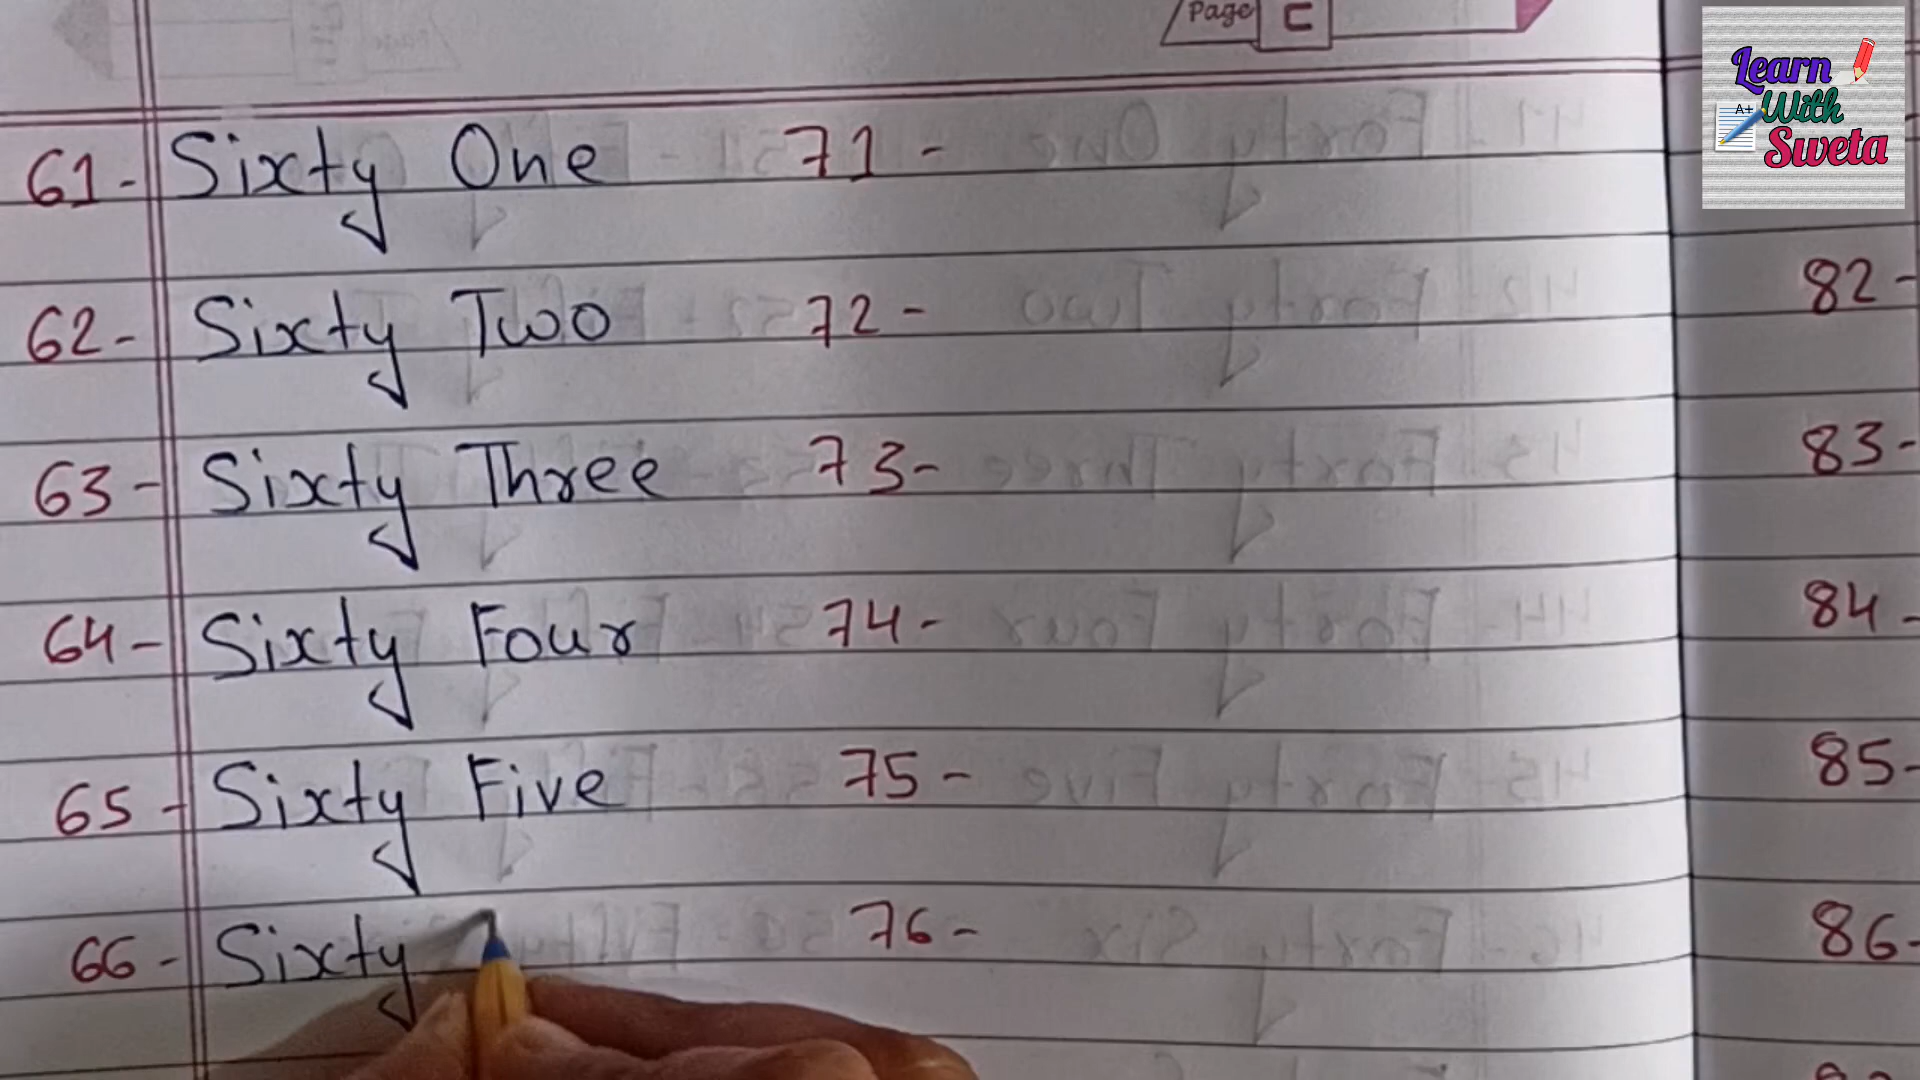 Page
Learn
With
Sweta
A+
61- Sixty One 71-
62- Sixty Two 72- 82-
63- Sixty Three 73- 83-
64- Sixty Four 74- 84-
65- Sixty Five 75- 85-
66- Sixty 76- 86-